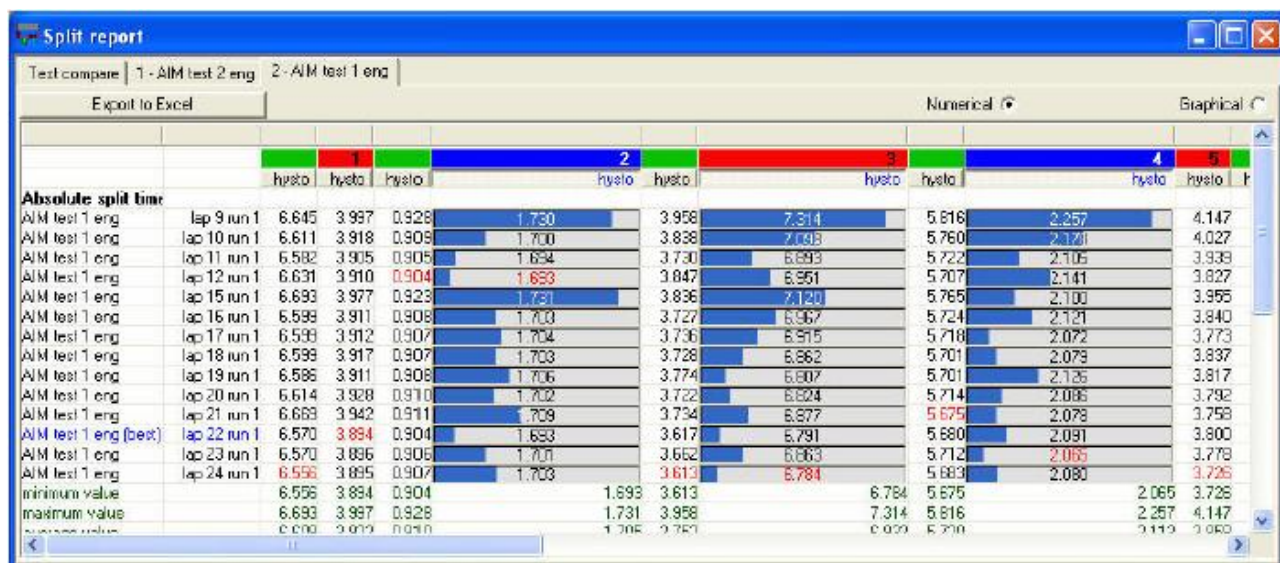 Split report
Text compare 1 - AIM test 2 eng 2 - AIM test 1 eng
Export to Excel Numerical Graphical
1 2 3 4 5
hysto hysto hysto hysto hysto hysto hysto hysto hysto
Absolute split time
AIM test 1 eng lap 9 run 1 6.645 3.997 0.928 1.730 3.958 7.314 5.816 2.257 4.147
AIM test 1 eng lap 10 run 1 6.611 3.918 0.909 1.700 3.838 7.093 5.760 2.178 4.027
AIM test 1 eng lap 11 run 1 6.582 3.905 0.905 1.694 3.730 6.893 5.722 2.105 3.939
AIM test 1 eng lap 12 run 1 6.631 3.910 0.904 1.693 3.847 6.951 5.707 2.141 3.827
AIM test 1 eng lap 15 run 1 6.693 3.977 0.923 1.731 3.836 7.120 5.765 2.100 3.955
AIM test 1 eng lap 16 run 1 6.599 3.911 0.908 1.703 3.727 6.967 5.724 2.121 3.840
AIM test 1 eng lap 17 run 1 6.599 3.912 0.907 1.704 3.736 6.915 5.718 2.072 3.773
AIM test 1 eng lap 18 run 1 6.599 3.917 0.907 1.703 3.728 6.862 5.701 2.079 3.837
AIM test 1 eng lap 19 run 1 6.586 3.911 0.908 1.706 3.774 6.807 5.701 2.126 3.817
AIM test 1 eng lap 20 run 1 6.614 3.928 0.910 1.702 3.722 6.824 5.714 2.086 3.792
AIM test 1 eng lap 21 run 1 6.669 3.942 0.911 1.709 3.734 6.877 5.675 2.078 3.758
AIM test 1 eng (best) lap 22 run 1 6.570 3.894 0.904 1.693 3.617 6.791 5.680 2.091 3.800
AIM test 1 eng lap 23 run 1 6.570 3.896 0.906 1.701 3.662 6.863 5.712 2.065 3.778
AIM test 1 eng lap 24 run 1 6.556 3.895 0.907 1.703 3.613 6.784 5.683 2.080 3.726
minimum value 6.556 3.894 0.904 1.693 3.613 6.784 5.675 2.065 3.728
maximum value 6.693 3.997 0.928 1.731 3.958 7.314 5.816 2.257 4.147